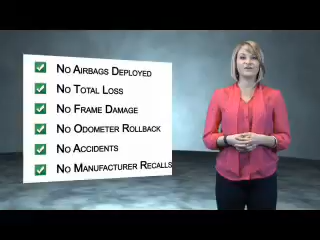 No Airbags Deployed
No Total Loss
No Frame Damage
No Odometer Rollback
No Accidents
No Manufacturer Recalls